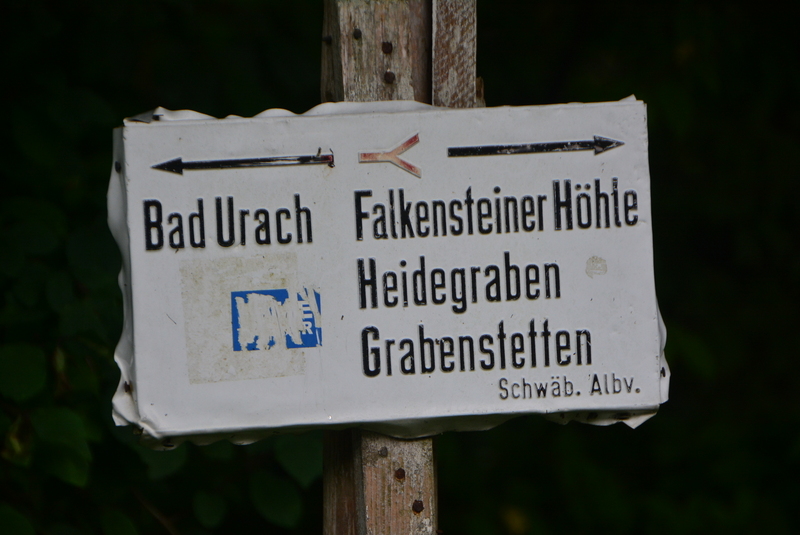 Bad Urach
Falkensteiner Höhle
Heidegraben
Grabenstetten
Schwäb. Albv.